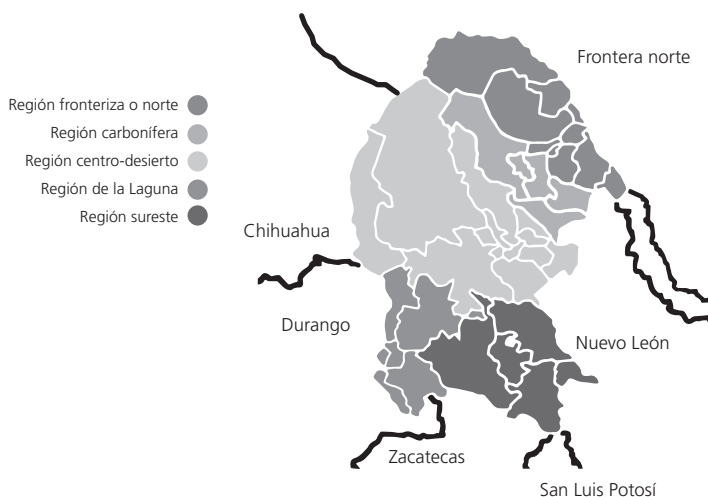 Frontera norte
Región fronteriza o norte
Región carbonífera
Región centro-desierto
Región de la Laguna
Región sureste
Chihuahua
Durango
Nuevo León
Zacatecas
San Luis Potosí